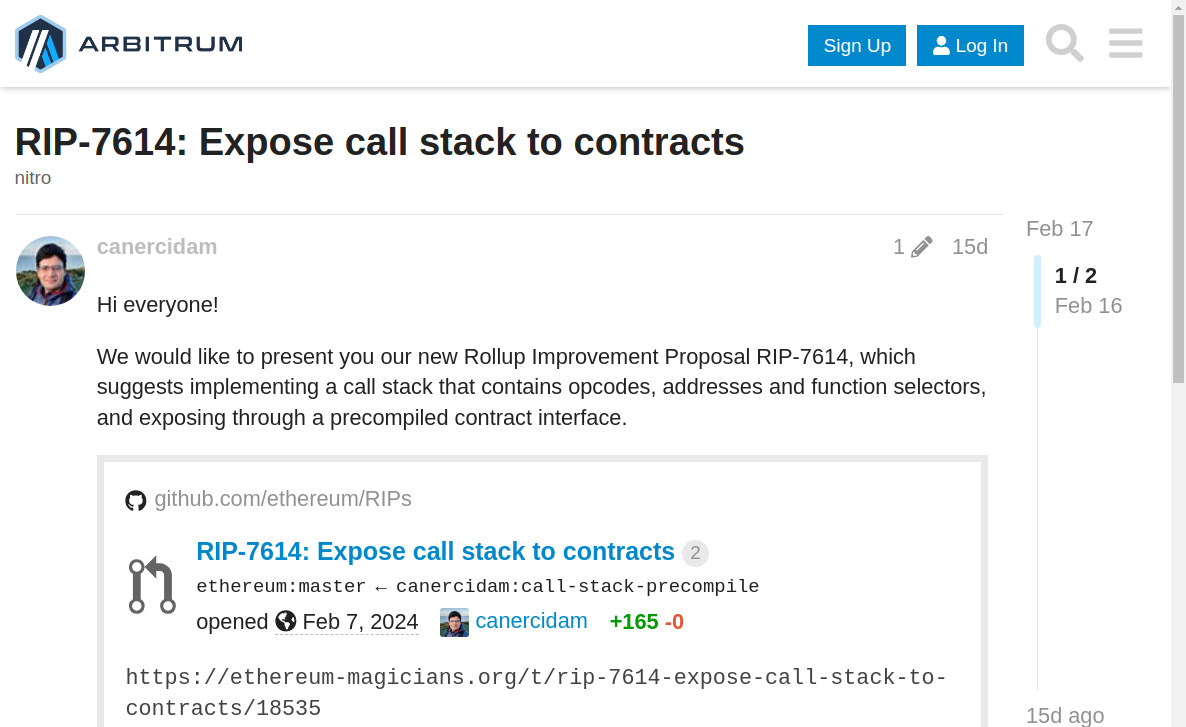 ARBITRUM
Sign Up
Log In
RIP-7614: Expose call stack to contracts
nitro
canercidam
1
15d
Feb 17
1 / 2
Feb 16
Hi everyone!
We would like to present you our new Rollup Improvement Proposal RIP-7614, which
suggests implementing a call stack that contains opcodes, addresses and function selectors,
and exposing through a precompiled contract interface.
github.com/ethereum/RIPs
RIP-7614: Expose call stack to contracts 2
ethereum:master ← canercidam:call-stack-precompile
opened Feb 7, 2024 canercidam +165 -0
https://ethereum-magicians.org/t/rip-7614-expose-call-stack-to-
contracts/18535
15d ago